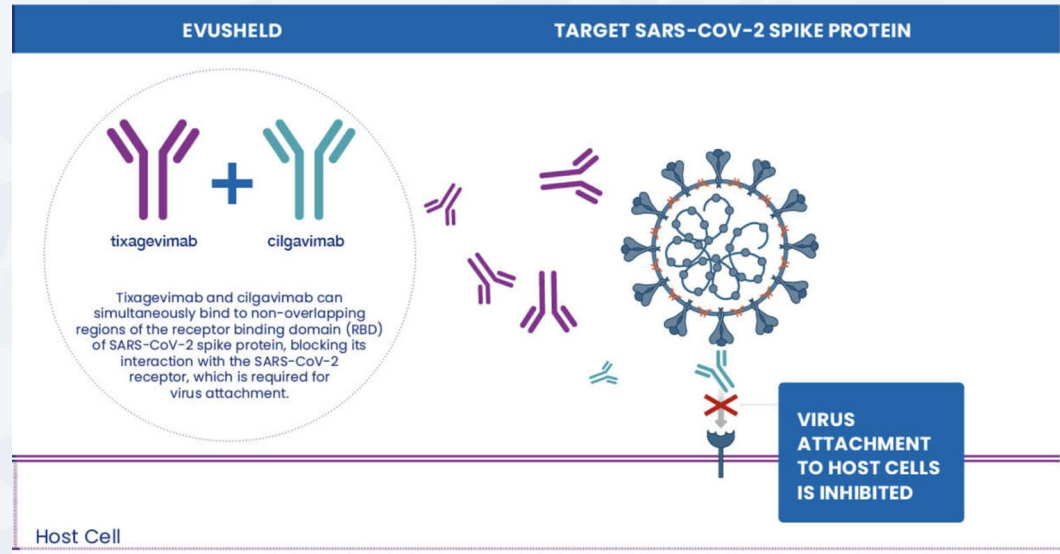 EVUSHELD
TARGET SARS-COV-2 SPIKE PROTEIN
tixagevimab
cilgavimab
Tixagevimab and cilgavimab can
simultaneously bind to non-overlapping
regions of the receptor binding domain (RBD)
of SARS-CoV-2 spike protein, blocking its
interaction with the SARS-CoV-2
receptor, which is required for
virus attachment.
VIRUS
ATTACHMENT
TO HOST CELLS
IS INHIBITED
Host Cell